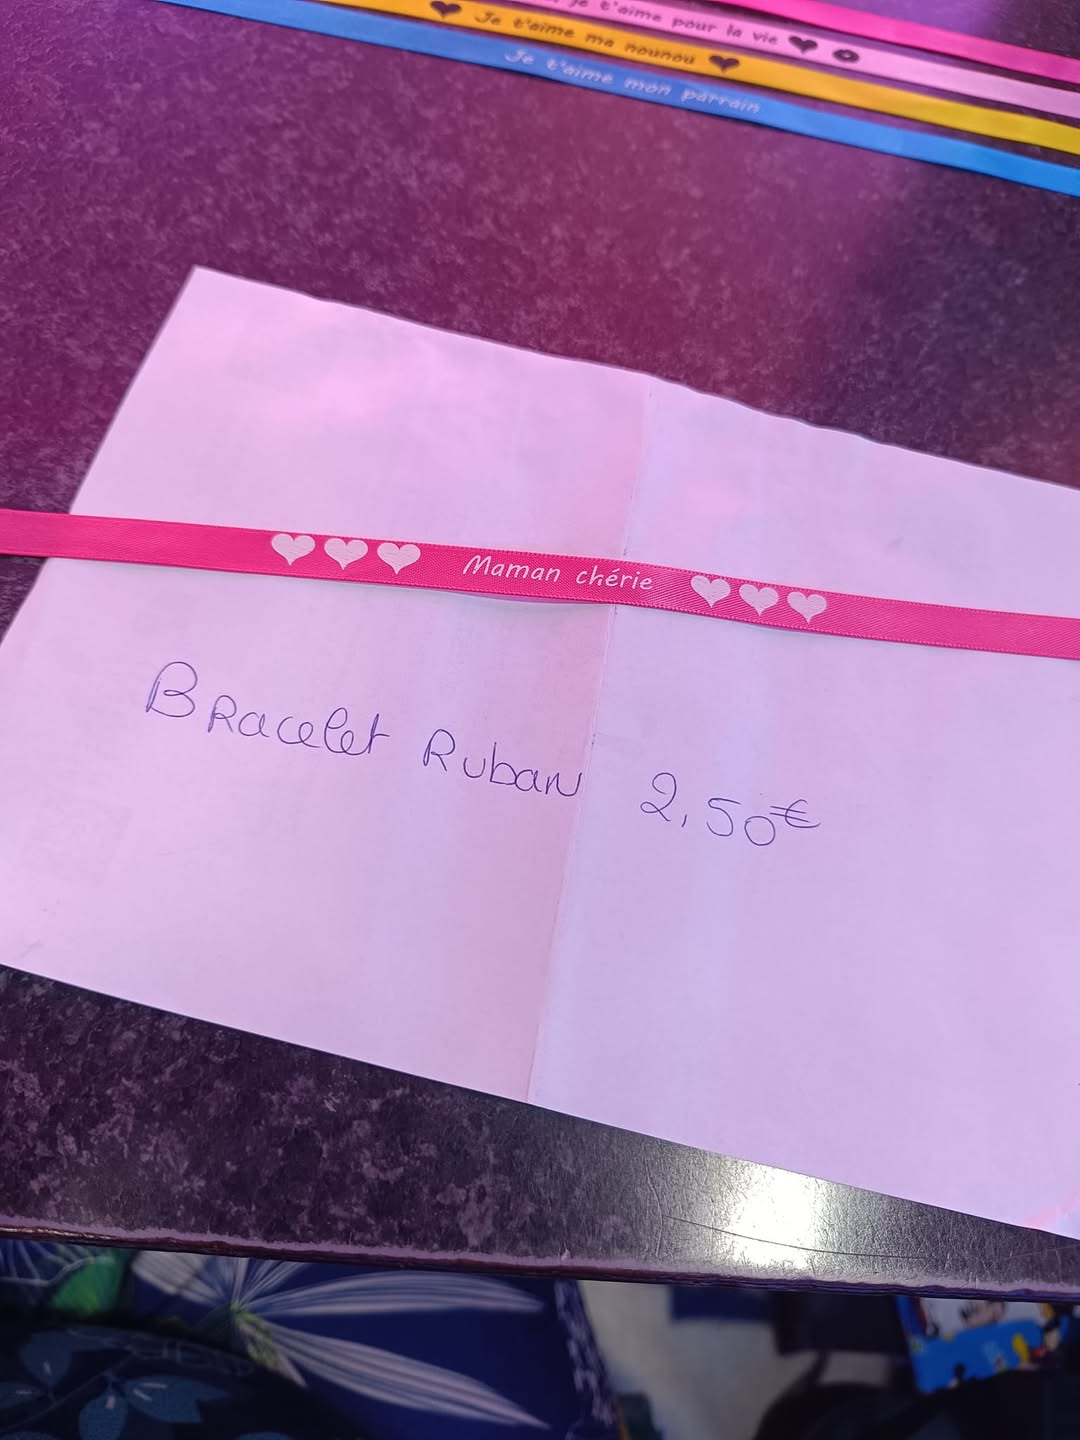 je t'aime pour la vie
Je t'aime ma nounou
Je t'aime mon parrain
Maman chérie
Bracelet Ruban 2,50€